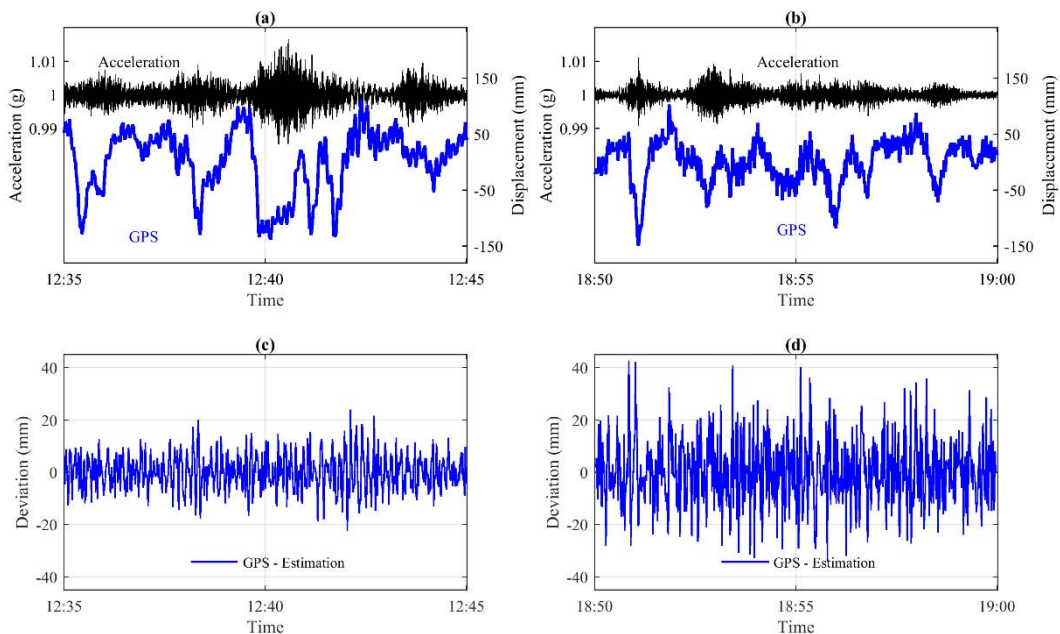 (a)
Acceleration (g)
1.01
1
0.99
Acceleration
GPS
150
50
-50
-150
Displacement (mm)
12:35
12:40
12:45
Time
(b)
Acceleration (g)
1.01
1
0.99
Acceleration
GPS
150
50
-50
-150
Displacement (mm)
18:50
18:55
19:00
Time
(c)
Deviation (mm)
40
20
0
-20
-40
GPS - Estimation
12:35
12:40
12:45
Time
(d)
Deviation (mm)
40
20
0
-20
-40
GPS - Estimation
18:50
18:55
19:00
Time